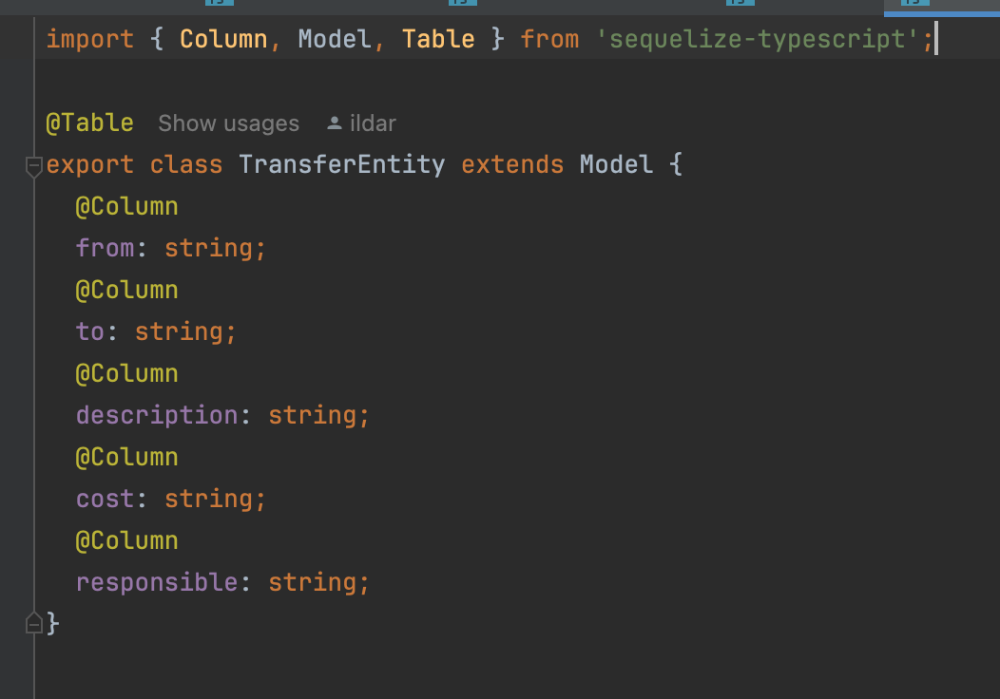 import { Column, Model, Table } from 'sequelize-typescript';
@Table Show usages ildar
export class TransferEntity extends Model {
@Column
from: string;
@Column
to: string;
@Column
description: string;
@Column
cost: string;
@Column
responsible: string;
}